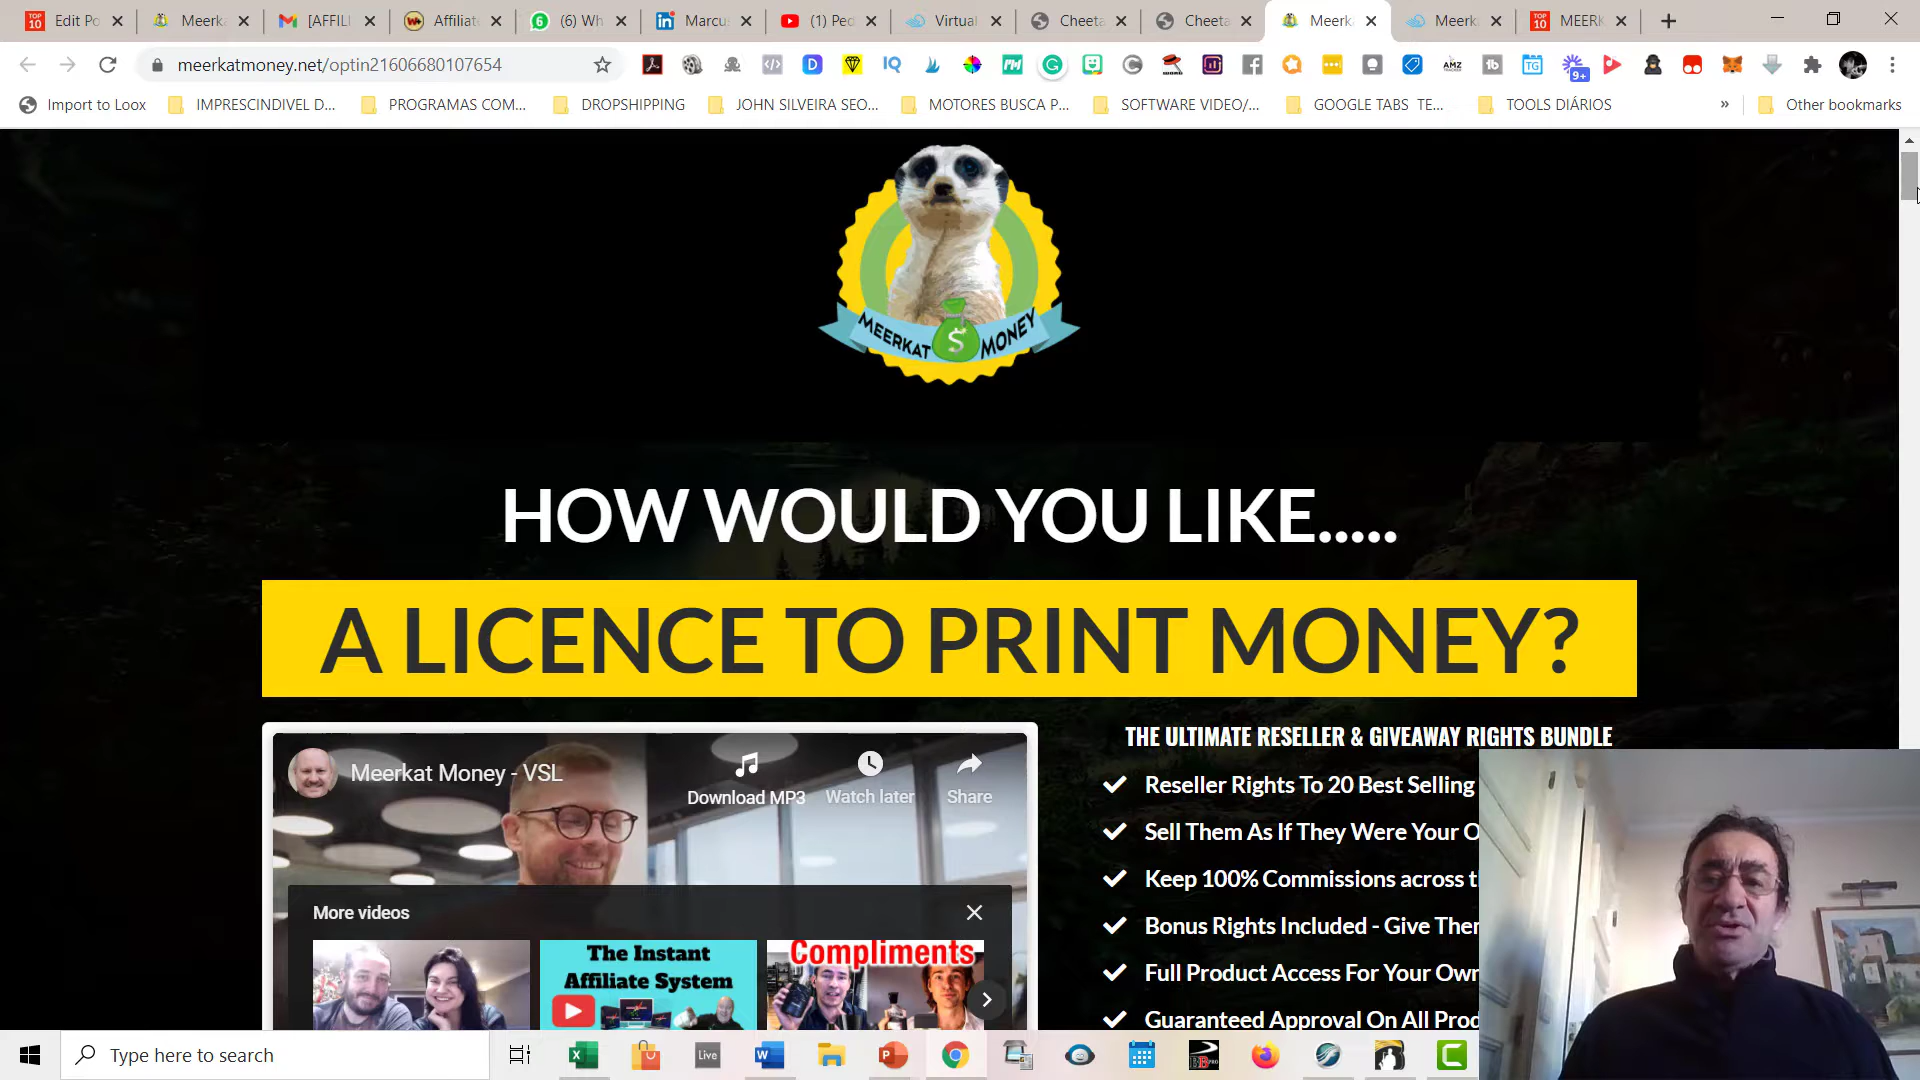 Edit Po
Meerk
[AFFIL
Affiliate
(6) Wh
Marcu
(1) Ped
Virtual
Cheeta
Cheeta
Meerk
Meerk
MEERK
meerkatmoney.net/optin21606680107654
Import to Loox
IMPRESCINDIVEL D...
PROGRAMAS COM...
DROPSHIPPING
JOHN SILVEIRA SEO...
MOTORES BUSCA P...
SOFTWARE VIDEO/...
GOOGLE TABS TE...
TOOLS DIÁRIOS
»
Other bookmarks
MEERKAT $ MONEY
HOW WOULD YOU LIKE.....
A LICENCE TO PRINT MONEY?
Meerkat Money - VSL
Download MP3
Watch later
Share
More videos
The Instant
Affiliate System
Compliments
THE ULTIMATE RESELLER & GIVEAWAY RIGHTS BUNDLE
Reseller Rights To 20 Best Selling
Sell Them As If They Were Your O
Keep 100% Commissions across t
Bonus Rights Included - Give Ther
Full Product Access For Your Own
Guaranteed Approval On All Prod
Type here to search